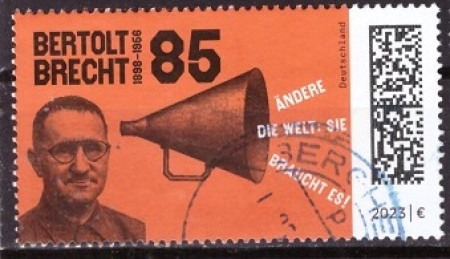 BERTOLT
BRECHT
1898–1956
85
ÄNDERE
DIE WELT: SIE
BRAUCHT ES!
Deutschland
2023 | €